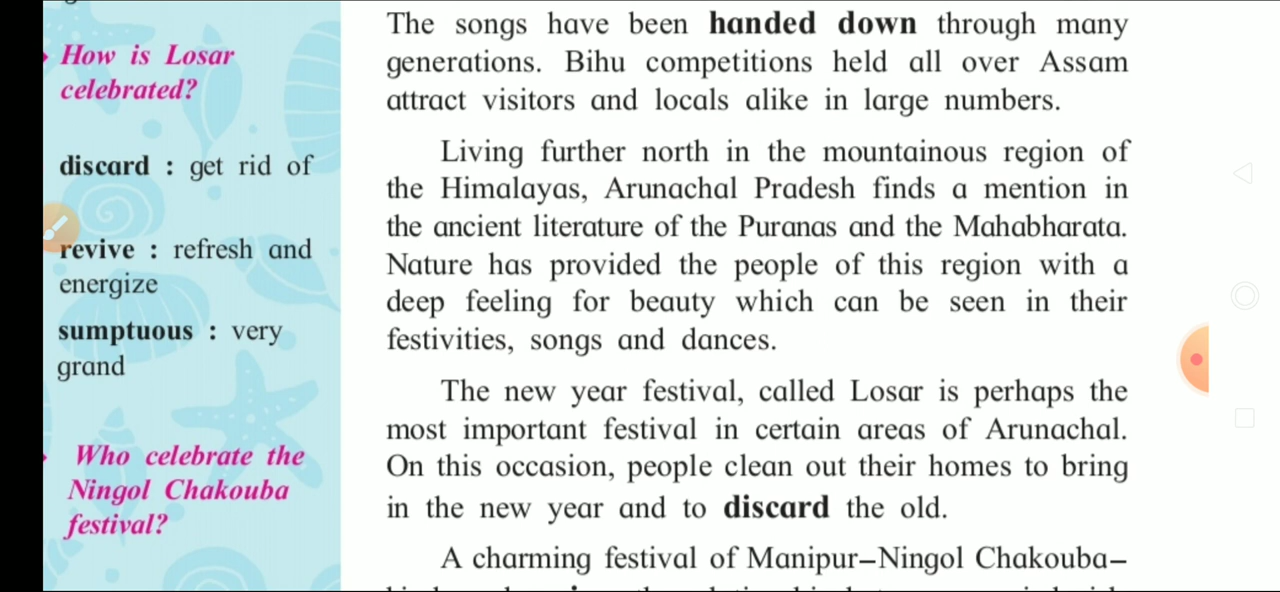 How is Losar
celebrated?
discard : get rid of
revive : refresh and
energize
sumptuous : very
grand
Who celebrate the
Ningol Chakouba
festival?
The songs have been handed down through many
generations. Bihu competitions held all over Assam
attract visitors and locals alike in large numbers.
Living further north in the mountainous region of
the Himalayas, Arunachal Pradesh finds a mention in
the ancient literature of the Puranas and the Mahabharata.
Nature has provided the people of this region with a
deep feeling for beauty which can be seen in their
festivities, songs and dances.
The new year festival, called Losar is perhaps the
most important festival in certain areas of Arunachal.
On this occasion, people clean out their homes to bring
in the new year and to discard the old.
A charming festival of Manipur–Ningol Chakouba–